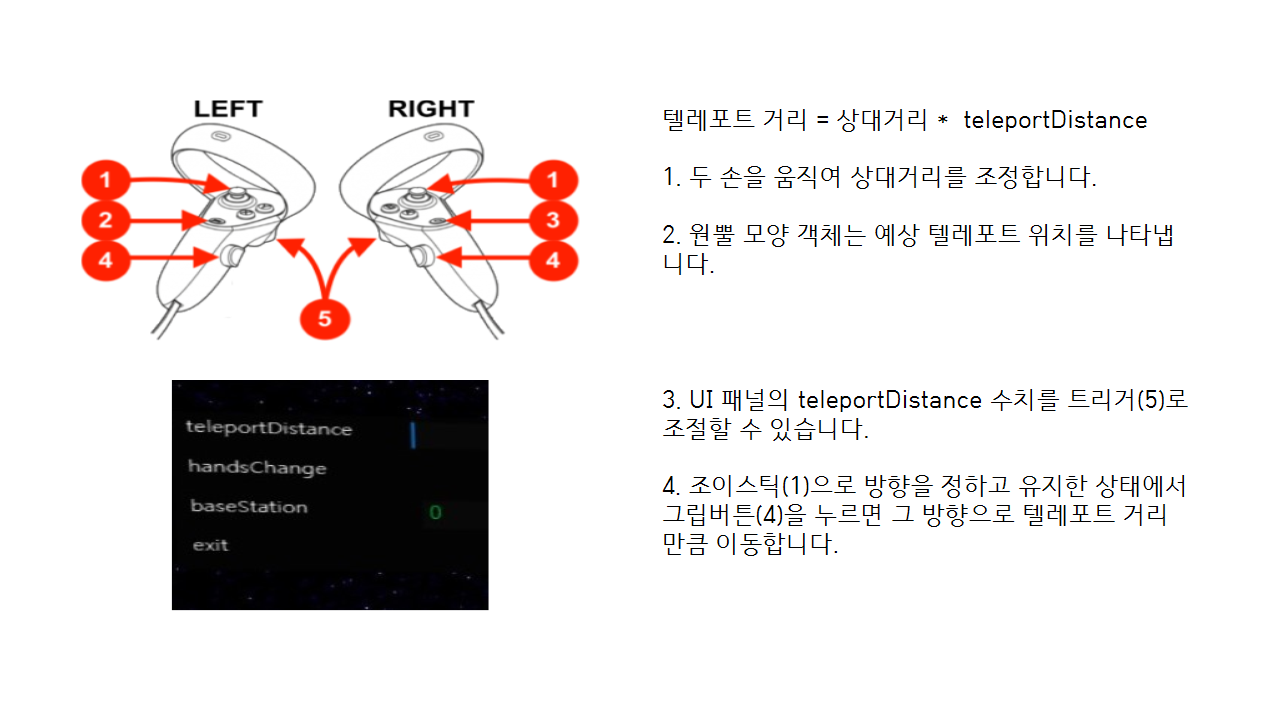 LEFT
RIGHT
1
1
2
3
4
4
5
teleportDistance
handsChange
baseStation
0
exit
텔레포트 거리 = 상대거리 * teleportDistance
1. 두 손을 움직여 상대거리를 조정합니다.
2. 원뿔 모양 객체는 예상 텔레포트 위치를 나타냅
니다.
3. UI 패널의 teleportDistance 수치를 트리거(5)로
조절할 수 있습니다.
4. 조이스틱(1)으로 방향을 정하고 유지한 상태에서
그립버튼(4)을 누르면 그 방향으로 텔레포트 거리
만큼 이동합니다.